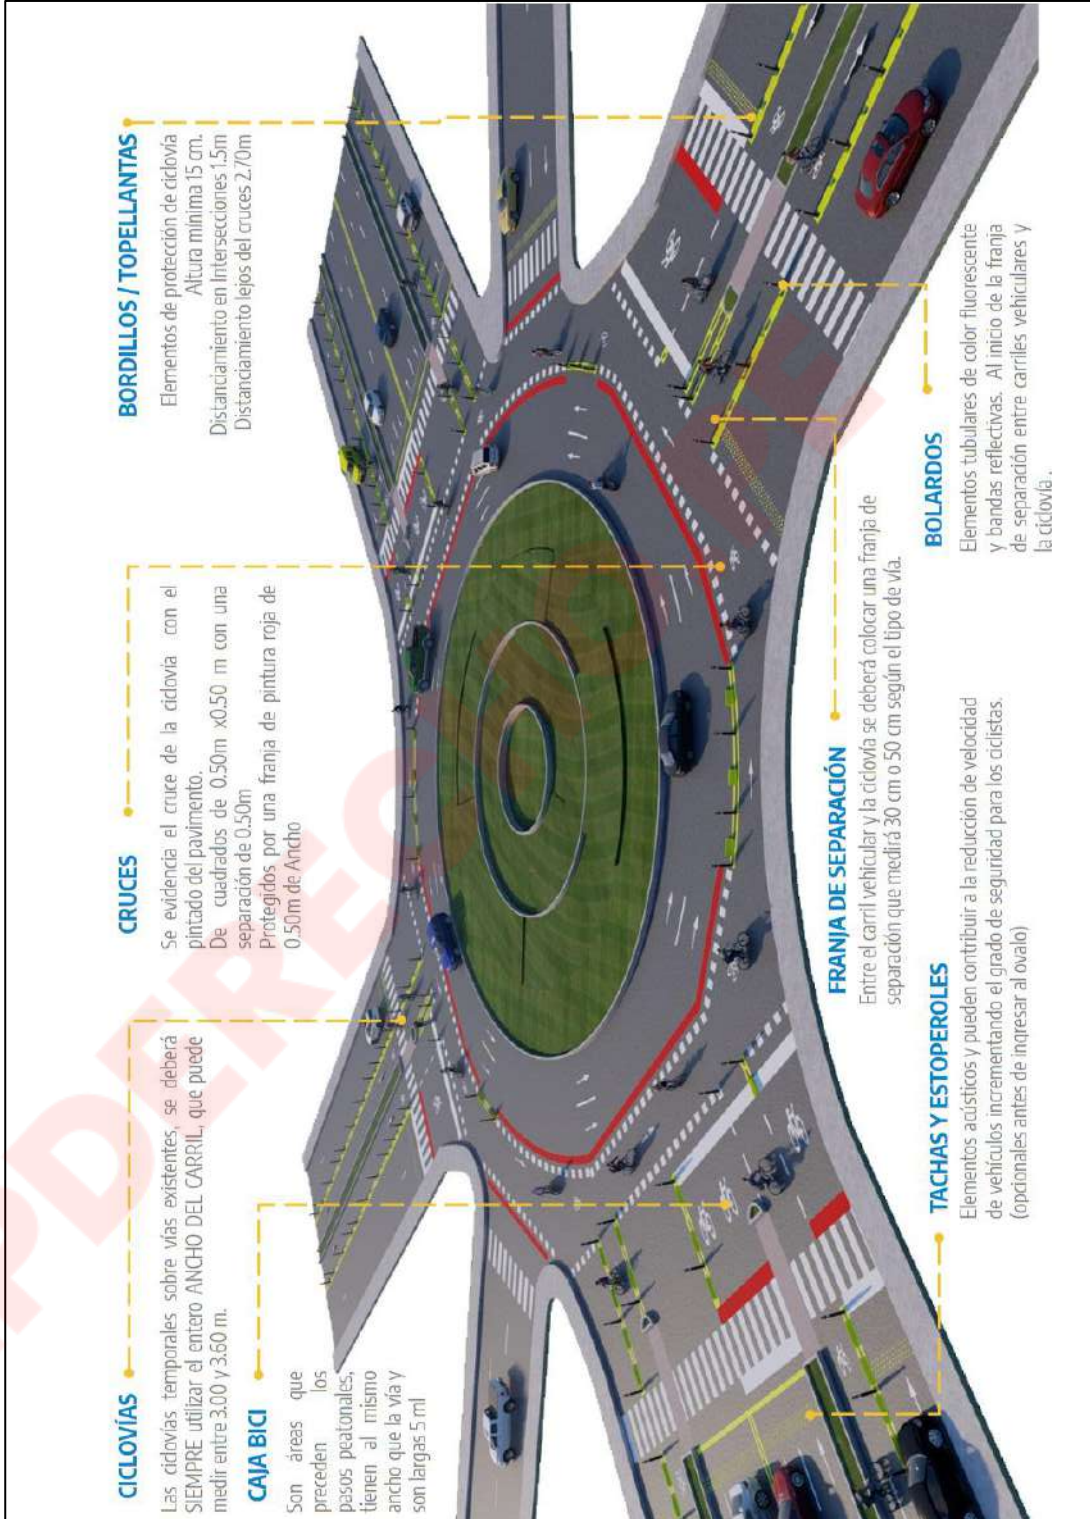 CICLOVÍAS
Las ciclovías temporales sobre vías existentes, se deberá
SIEMPRE utilizar el entero ANCHO DEL CARRIL, que puede
medir entre 3.00 y 3.60 m.
CAJA BICI
Son áreas que
preceden los
pasos peatonales,
tienen al mismo
ancho que la vía y
son largas 5 ml
CRUCES
Se evidencia el cruce de la ciclovía con el
pintado del pavimento.
De cuadrados de 0.50m x0.50 m con una
separación de 0.50m
Protegidos por una franja de pintura roja de
0.50m de Ancho
BORDILLOS / TOPELLANTAS
Elementos de protección de ciclovía
Altura mínima 15 cm.
Distanciamiento en Intersecciones 1.5m
Distanciamiento lejos del cruces 2.70m
TACHAS Y ESTOPEROLES
Elementos acústicos y pueden contribuir a la reducción de velocidad
de vehículos incrementando el grado de seguridad para los ciclistas.
(opcionales antes de ingresar al ovalo)
FRANJA DE SEPARACIÓN
Entre el carril vehicular y la ciclovía se deberá colocar una franja de
separación que medirá 30 cm o 50 cm según el tipo de vía.
BOLARDOS
Elementos tubulares de color fluorescente
y bandas reflectivas. Al inicio de la franja
de separación entre carriles vehiculares y
la ciclovía.